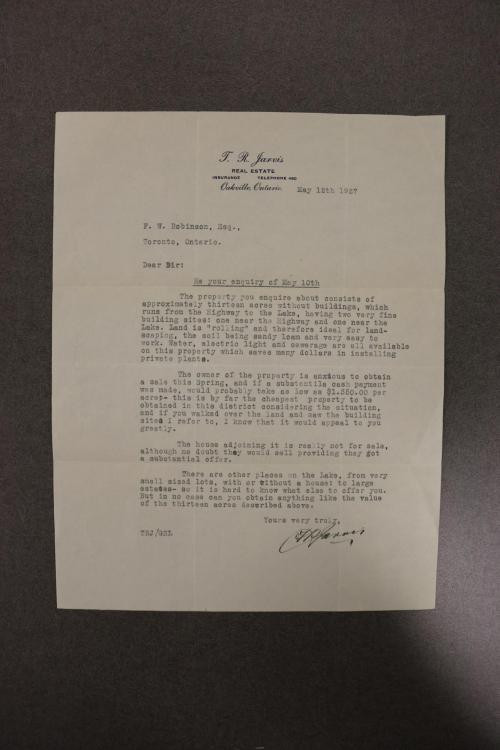 T. R. Jarvis
REAL ESTATE
INSURANCE TELEPHONE 460
Oakville, Ontario. May 12th 1927
F. W. Robinson, Esq.,
Toronto, Ontario.
Dear Sir:
Re your enquiry of May 10th
The property you enquire about consists of
approximately thirteen acres without buildings, which
runs from the Highway to the Lake, having two very fine
building sites: one near the Highway and one near the
Lake. Land is "rolling" and therefore ideal for land-
scaping, the soil being sandy loam and very easy to
work. Water, electric light and sewerage are all available
on this property which saves many dollars in installing
private plants.
The owner of the property is anxious to obtain
a sale this Spring, and if a substantila cash payment
was made, would probably take as low as $1.350.00 per
acre;- this is by far the cheapest property to be
obtained in this district considering the situation,
and if you walked over the land and saw the building
sites I refer to, I know that it would appeal to you
greatly.
The house adjoining it is really not for sale,
although no doubt they would sell providing they got
a substantial offer.
There are other places on the Lake, from very
small sized lots, with or without a house: to large
estates- so it is hard to know what else to offer you.
But in no case can you obtain anything like the value
of the thirteen acres described above.
Yours very truly,
TRJ/
T R Jarvis